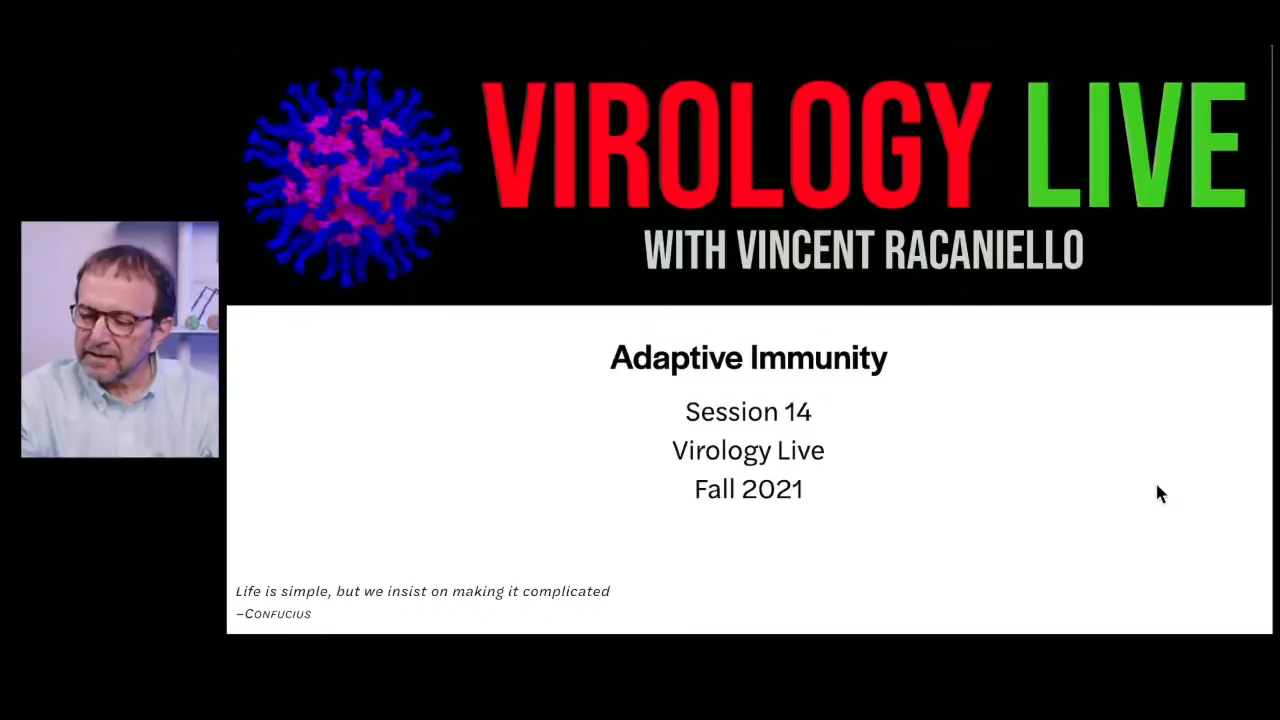 VIROLOGY LIVE
WITH VINCENT RACANIELLO
Adaptive Immunity
Session 14
Virology Live
Fall 2021
Life is simple, but we insist on making it complicated
–CONFUCIUS